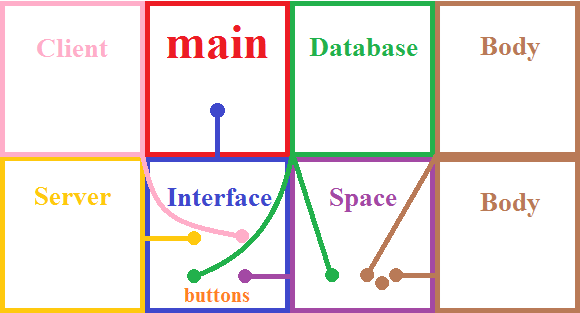 Client
main
Database
Body
Server
Interface
Space
Body
buttons